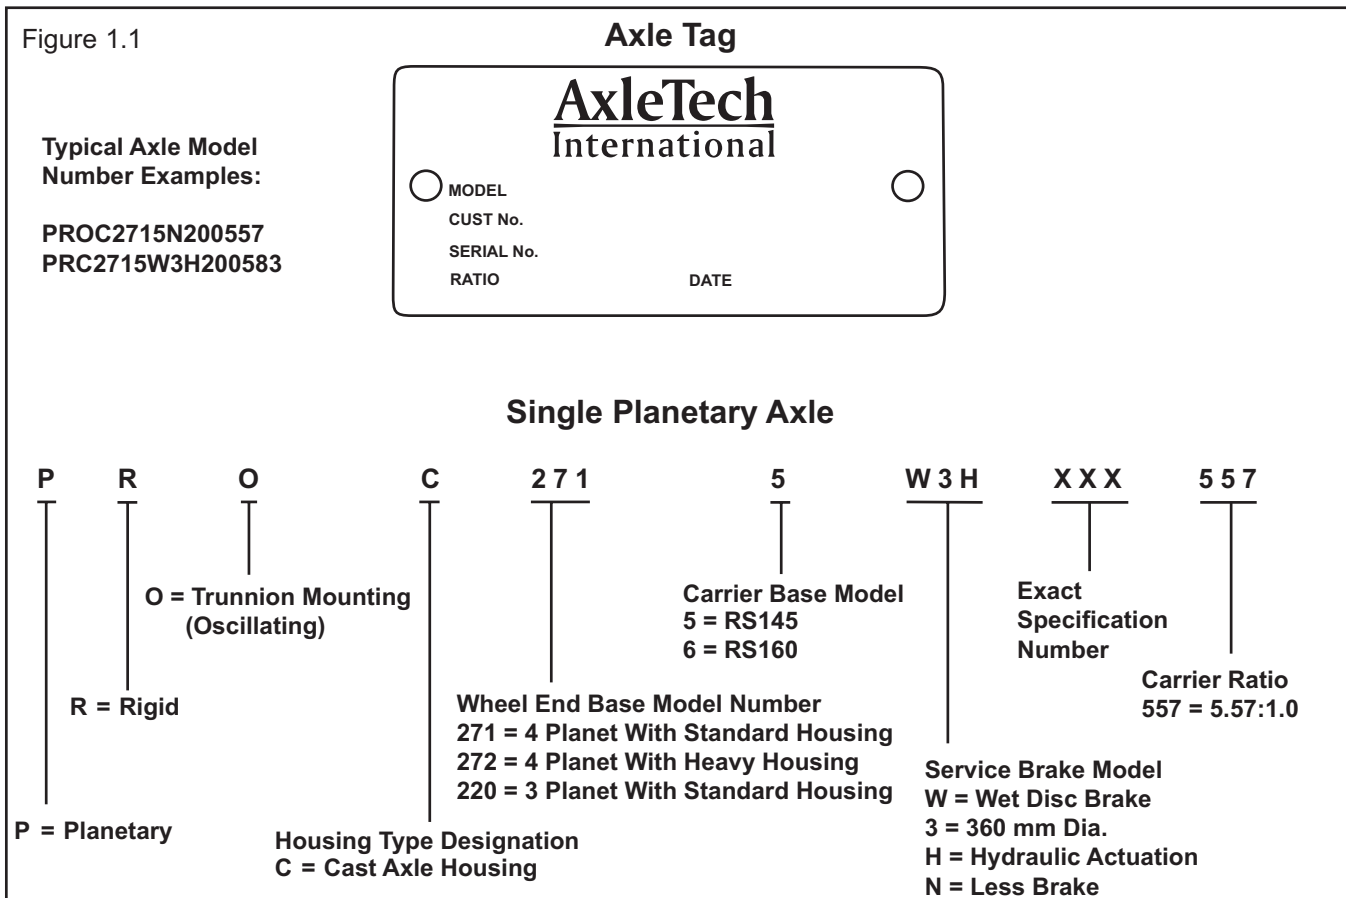 Figure 1.1
Axle Tag
AxleTech
International
MODEL
CUST No.
SERIAL No.
RATIO DATE
Typical Axle Model
Number Examples:
PROC2715N200557
PRC2715W3H200583
Single Planetary Axle
P R O C 2 7 1 5 W 3 H X X X 5 5 7
O = Trunnion Mounting
(Oscillating)
R = Rigid
P = Planetary
Housing Type Designation
C = Cast Axle Housing
Wheel End Base Model Number
271 = 4 Planet With Standard Housing
272 = 4 Planet With Heavy Housing
220 = 3 Planet With Standard Housing
Carrier Base Model
5 = RS145
6 = RS160
Service Brake Model
W = Wet Disc Brake
3 = 360 mm Dia.
H = Hydraulic Actuation
N = Less Brake
Exact
Specification
Number
Carrier Ratio
557 = 5.57:1.0